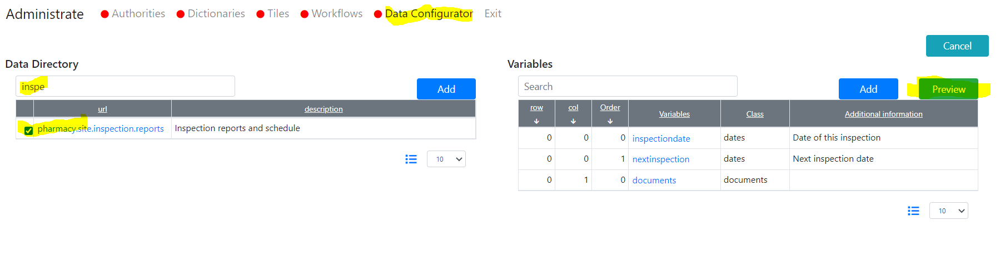 Administrate Authorities Dictionaries Tiles Workflows Data Configurator Exit
Cancel
Data Directory
inspe
Add
url description
pharmacy.site.inspection.reports Inspection reports and schedule
10
Variables
Search
Add Preview
row col Order Variables Class Additional information
0 0 0 inspectiondate dates Date of this inspection
0 0 1 nextinspection dates Next inspection date
0 1 0 documents documents
10